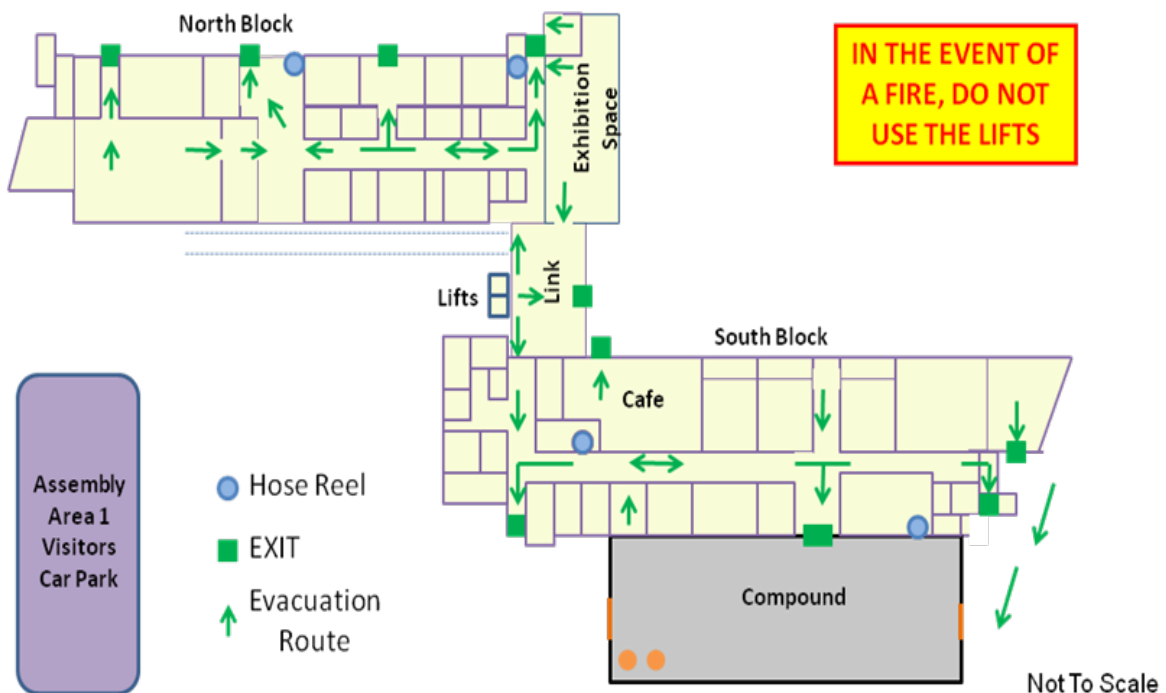 North Block
IN THE EVENT OF
A FIRE, DO NOT
USE THE LIFTS
Exhibition
Space
Link
Lifts
South Block
Cafe
Assembly
Area 1
Visitors
Car Park
Hose Reel
EXIT
Evacuation
Route
Compound
Not To Scale